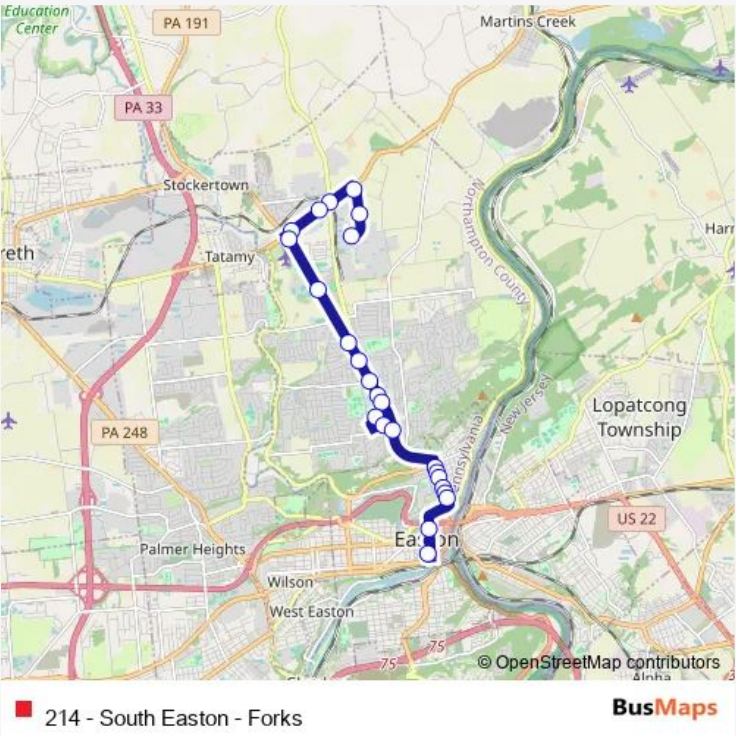 Education
Center
PA 191
Martins Creek
PA 33
Stockertown
Northampton County
reth
Tatamy
Harr
New Jersey
Pennsylvania
Lopatcong
Township
PA 248
US 22
Easton
Palmer Heights
Wilson
West Easton
75
75
© OpenStreetMap contributors
Alpha
214 - South Easton - Forks
BusMaps